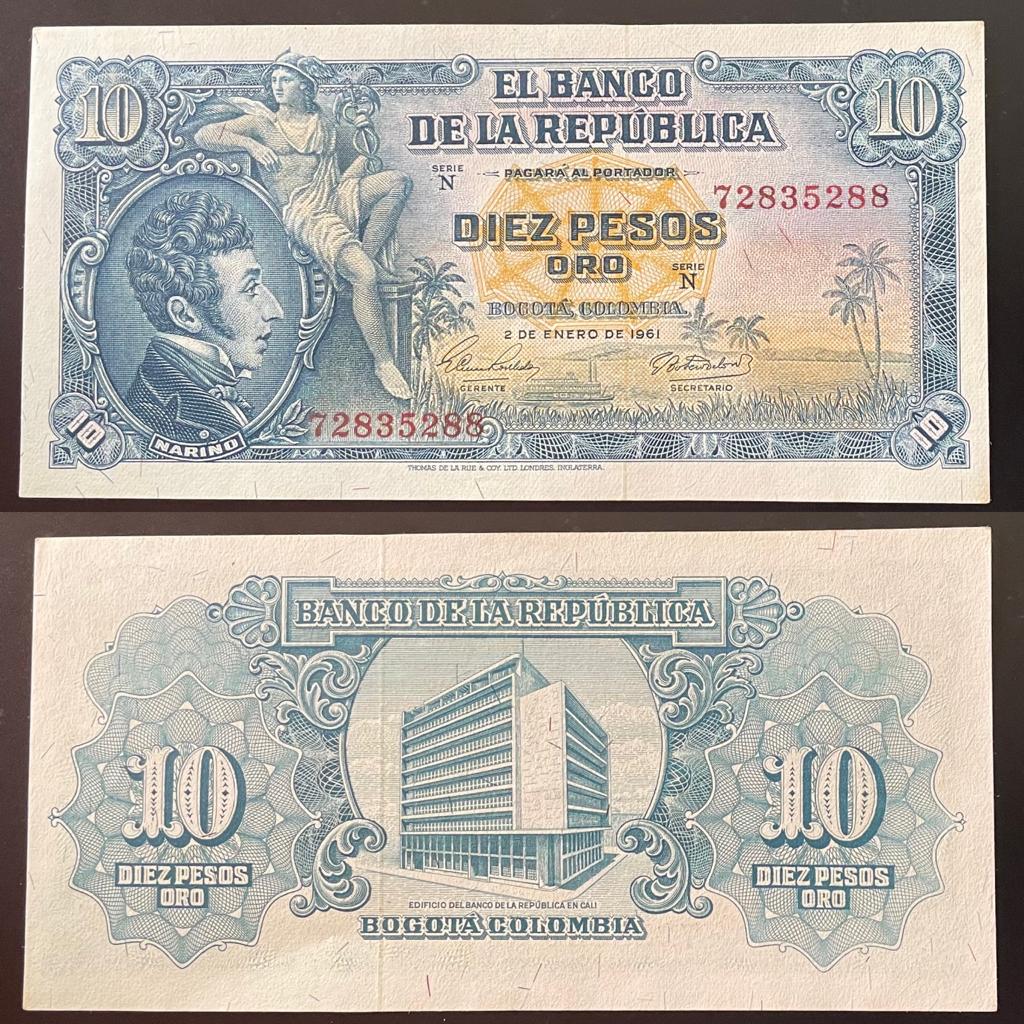 10
EL BANCO
DE LA REPÚBLICA
10
SERIE
N
PAGARÁ AL PORTADOR
72835288
DIEZ PESOS
ORO
SERIE
N
BOGOTÁ, COLOMBIA.
2 DE ENERO DE 1961
GERENTE
SECRETARIO
72835288
10
NARIÑO
10
THOMAS DE LA RUE & COY. LTD. LONDRES. INGLATERRA.
BANCO DE LA REPÚBLICA
10
DIEZ PESOS
ORO
10
DIEZ PESOS
ORO
EDIFICIO DEL BANCO DE LA REPÚBLICA EN CALI
BOGOTÁ COLOMBIA